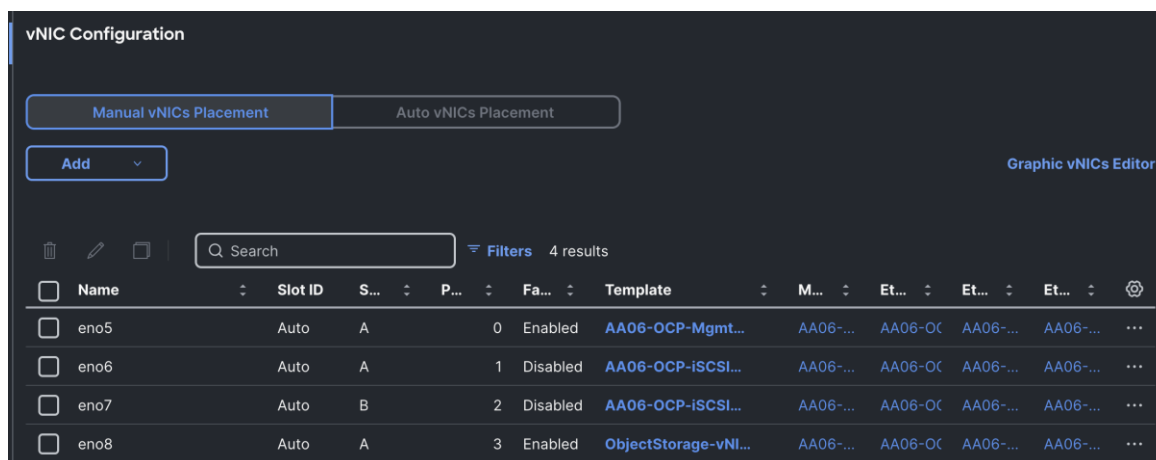 vNIC Configuration
Manual vNICs Placement Auto vNICs Placement
Add
Graphic vNICs Editor
Search Filters 4 results
Name Slot ID S... P... Fa... Template M... Et... Et... Et...
eno5 Auto A 0 Enabled AA06-OCP-Mgmt... AA06-... AA06-OC AA06-... AA06-... ...
eno6 Auto A 1 Disabled AA06-OCP-iSCSI... AA06-... AA06-OC AA06-... AA06-... ...
eno7 Auto B 2 Disabled AA06-OCP-iSCSI... AA06-... AA06-OC AA06-... AA06-... ...
eno8 Auto A 3 Enabled ObjectStorage-vNI... AA06-... AA06-OC AA06-... AA06-... ...